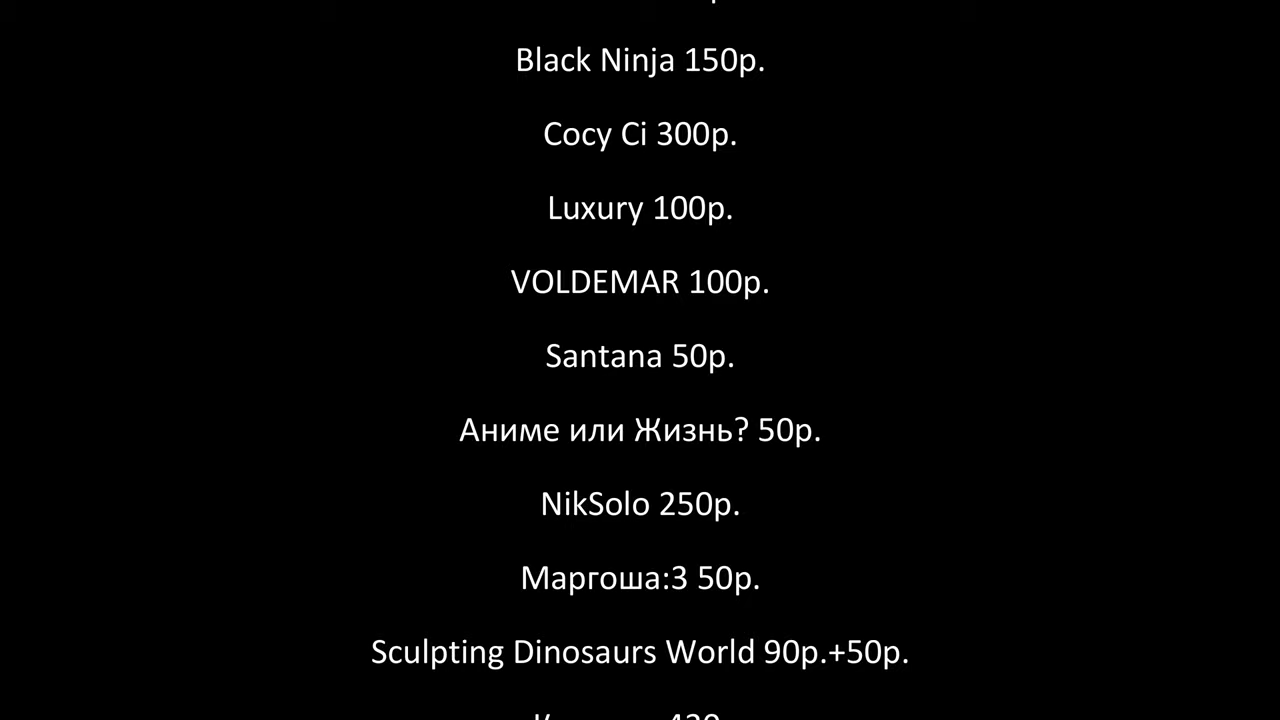 Black Ninja 150р.
Cocy Ci 300р.
Luxury 100р.
VOLDEMAR 100р.
Santana 50р.
Аниме или Жизнь? 50р.
NikSolo 250р.
Маргоша:3 50р.
Sculpting Dinosaurs World 90р.+50р.